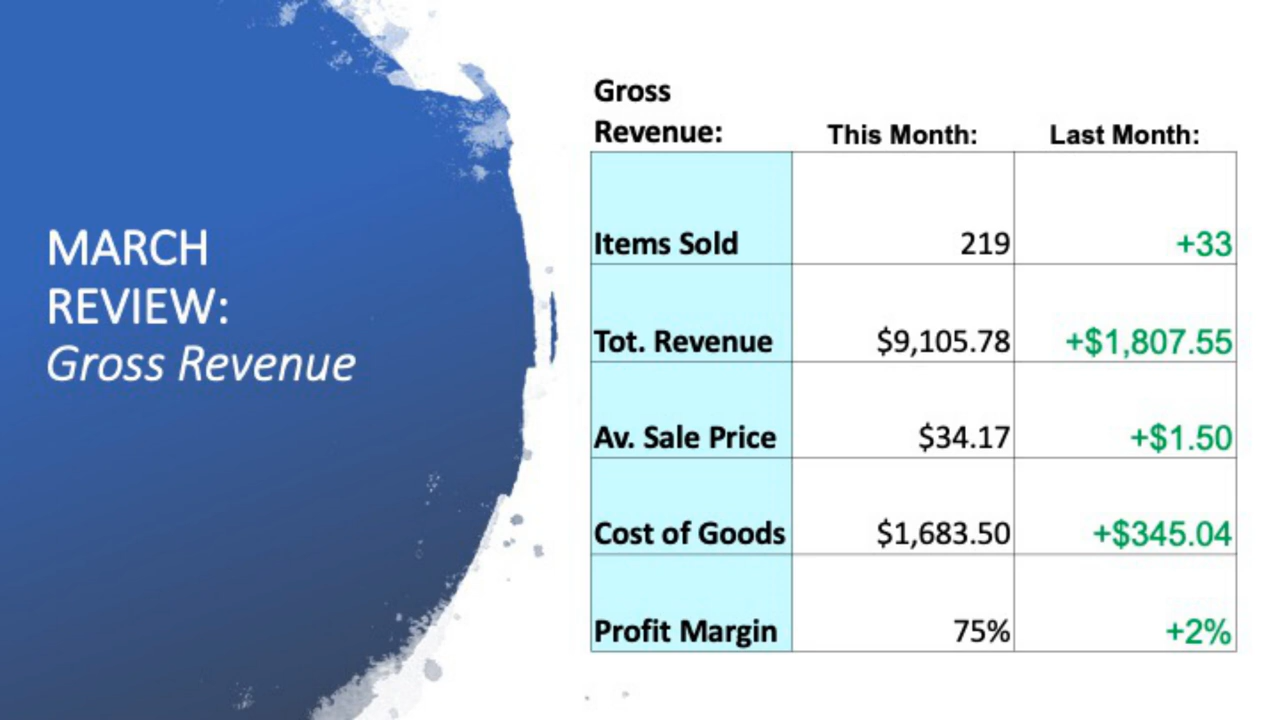 MARCH
REVIEW:
Gross Revenue
Gross
Revenue: This Month: Last Month:
Items Sold 219 +33
Tot. Revenue $9,105.78 +$1,807.55
Av. Sale Price $34.17 +$1.50
Cost of Goods $1,683.50 +$345.04
Profit Margin 75% +2%